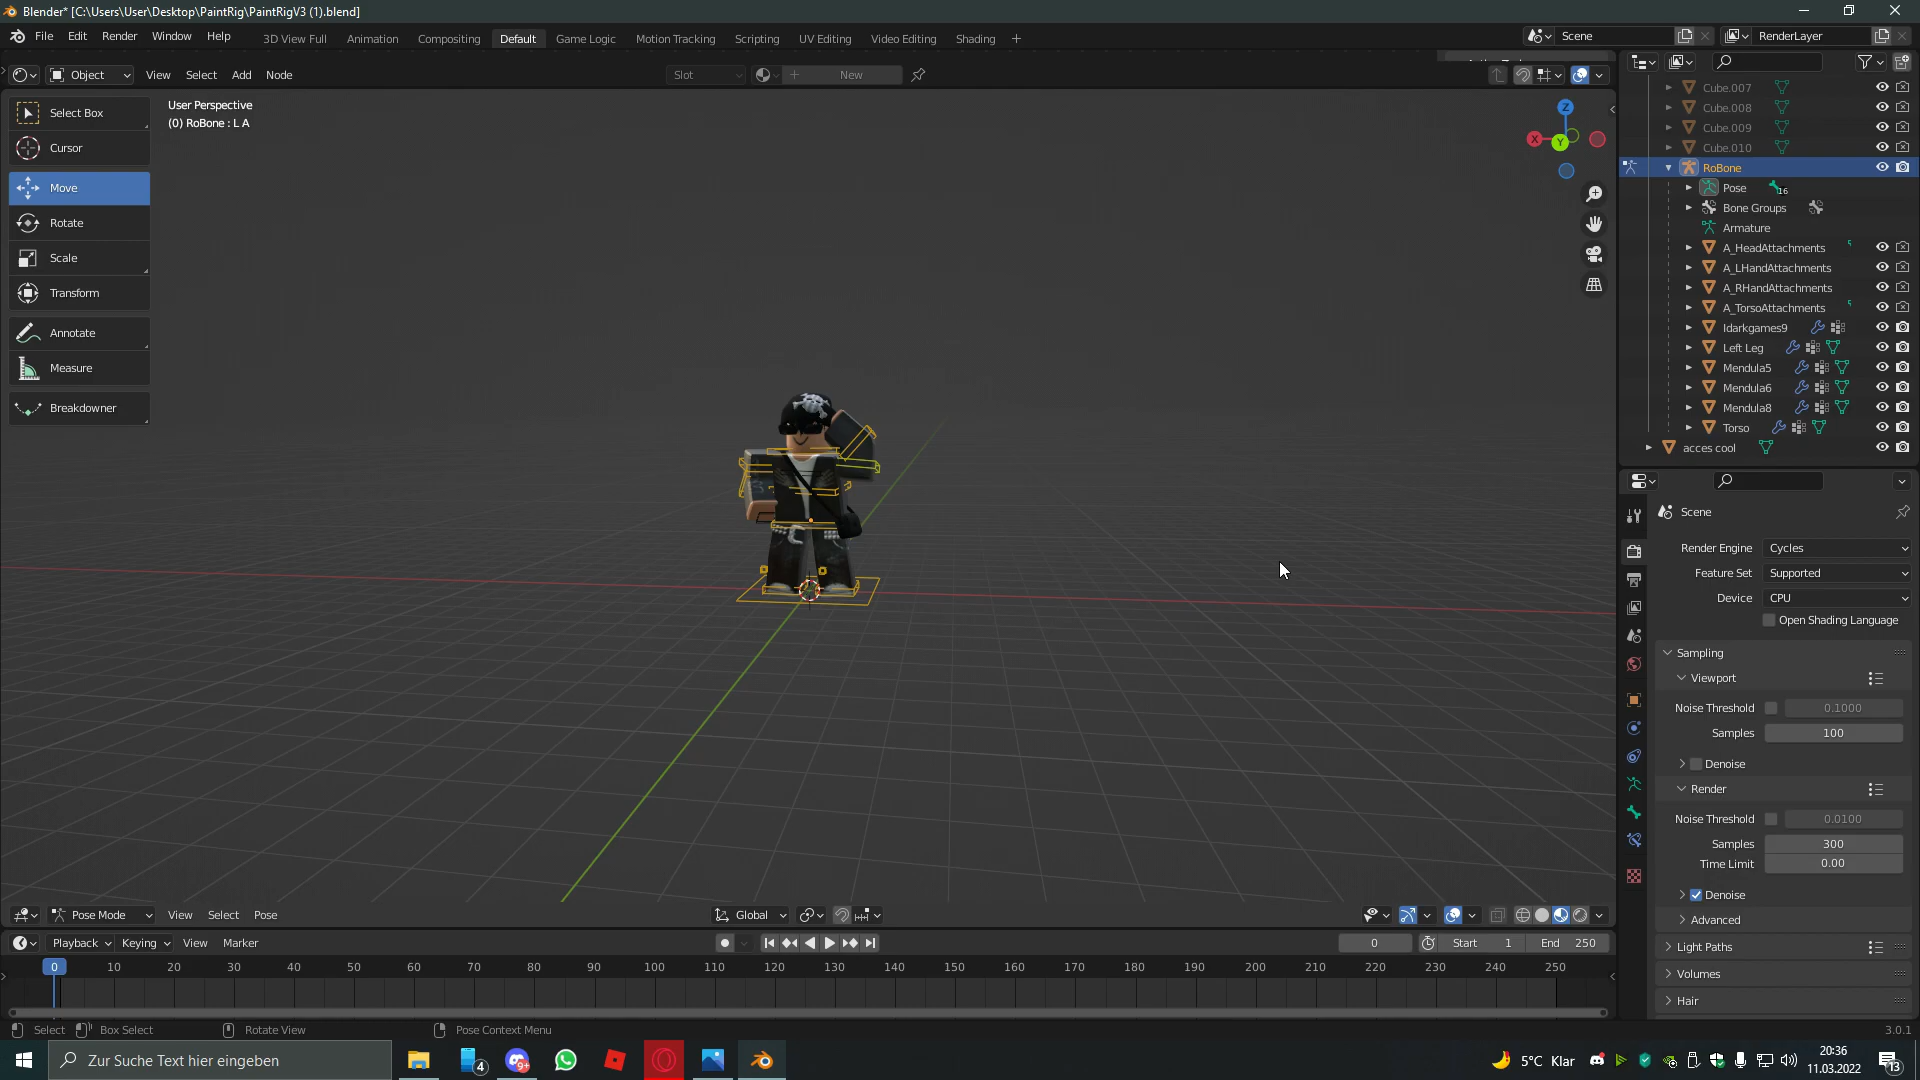 Blender* [C:\Users\User\Desktop\PaintRig\PaintRigV3 (1).blend]
File Edit Render Window Help 3D View Full Animation Compositing Default Game Logic Motion Tracking Scripting UV Editing Video Editing Shading + Scene RenderLayer
Object View Select Add Node Slot New
User Perspective
(0) RoBone : L A
Select Box
Cursor
Move
Rotate
Scale
Transform
Annotate
Measure
Breakdowner
Z
X
Y
Cube.007
Cube.008
Cube.009
Cube.010
RoBone
Pose 16
Bone Groups
Armature
A_HeadAttachments
A_LHandAttachments
A_RHandAttachments
A_TorsoAttachments
Idarkgames9
Left Leg
Mendula5
Mendula6
Mendula8
Torso
acces cool
Scene
Render Engine Cycles
Feature Set Supported
Device CPU
Open Shading Language
Sampling
Viewport
Noise Threshold 0.1000
Samples 100
Denoise
Render
Noise Threshold 0.0100
Samples 300
Time Limit 0.00
Denoise
Advanced
Light Paths
Volumes
Hair
Pose Mode View Select Pose Global
Playback Keying View Marker 0 Start 1 End 250
0 10 20 30 40 50 60 70 80 90 100 110 120 130 140 150 160 170 180 190 200 210 220 230 240 250
Select Box Select Rotate View Pose Context Menu 3.0.1
Zur Suche Text hier eingeben 4 9+ 5°C Klar 20:36
11.03.2022 13